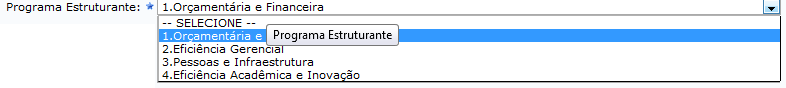 Programa Estruturante: ★ 1.Orçamentária e Financeira
-- SELECIONE --
1.Orçamentária e
Programa Estruturante
2.Eficiência Gerencial
3.Pessoas e Infraestrutura
4.Eficiência Acadêmica e Inovação